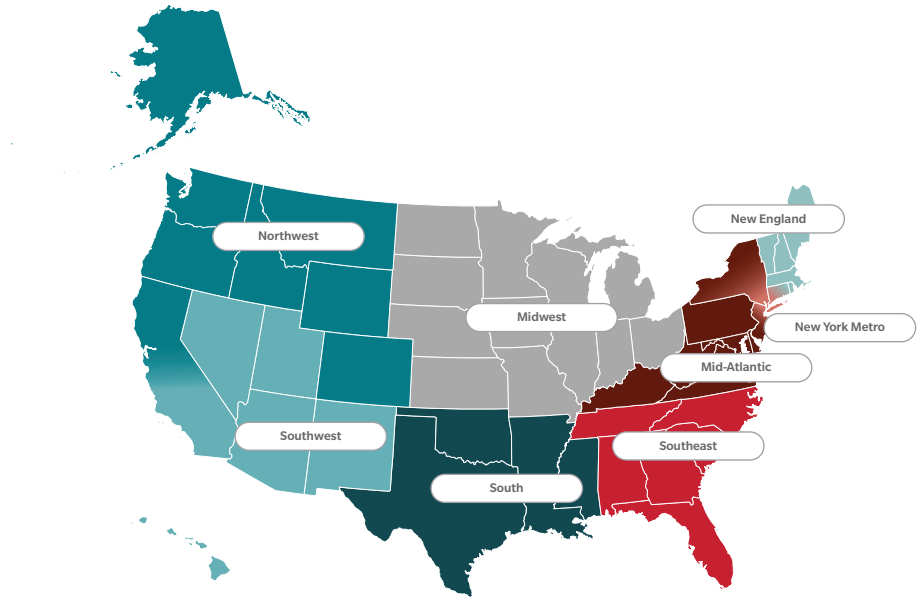 New England
Northwest
Midwest
New York Metro
Mid-Atlantic
Southwest
Southeast
South